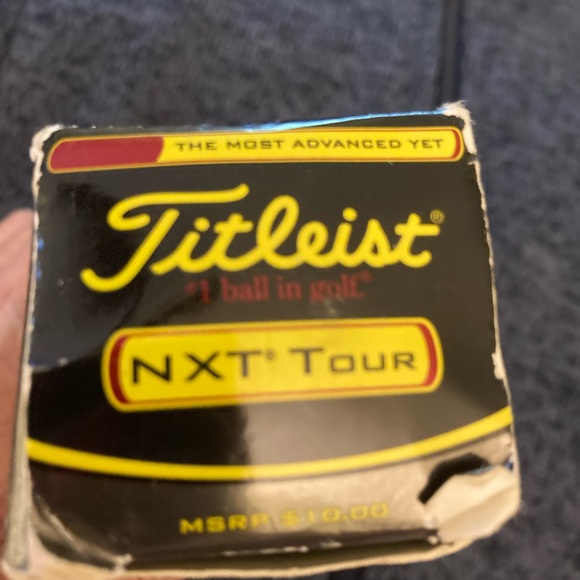 THE MOST ADVANCED YET
Titleist®
#1 ball in golf.®
NXT® TOUR
MSRP $10.00